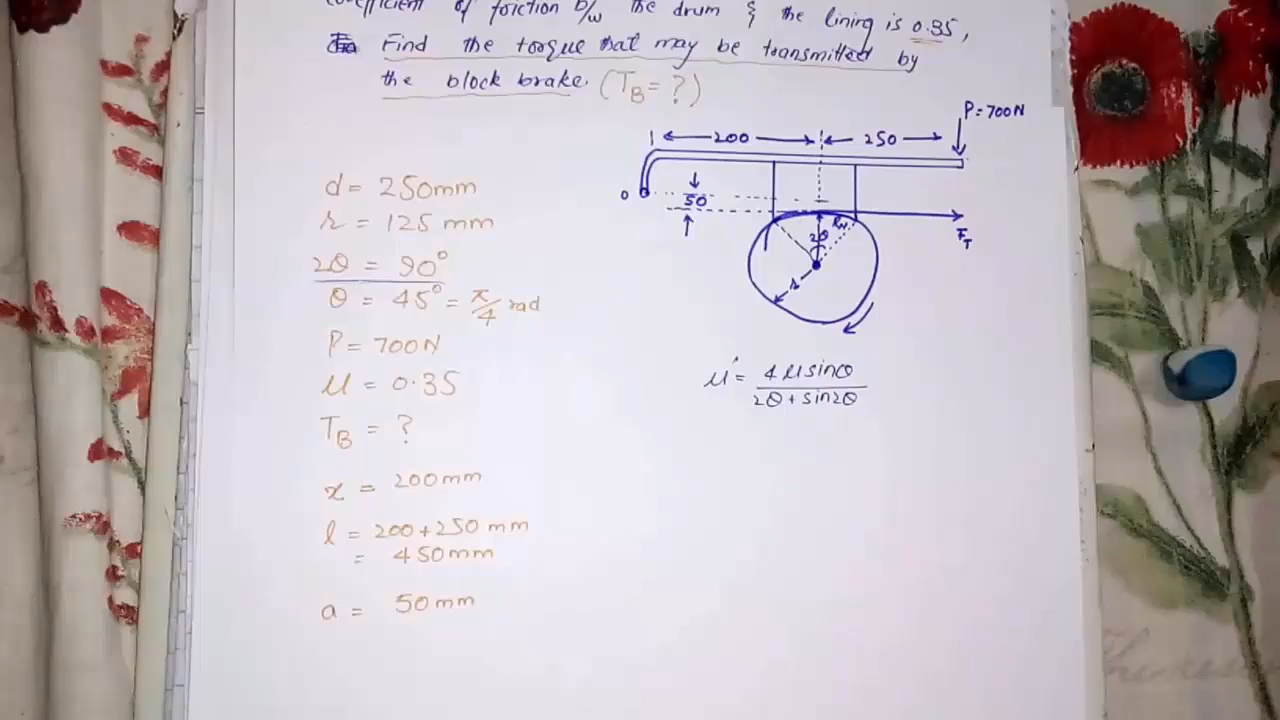 coefficient of friction b/w the drum & the lining is 0.35,
Find the torque that may be transmitted by
the block brake. (T_B = ?)
P = 700N
200
250
O
50
F_T
R_N
2θ
r
d = 250mm
r = 125 mm
2θ = 90°
θ = 45° = π/4 rad
P = 700N
μ = 0.35
T_B = ?
x = 200mm
l = 200+250 mm
= 450mm
a = 50mm
μ' = 4μsinθ
2θ + sin2θ